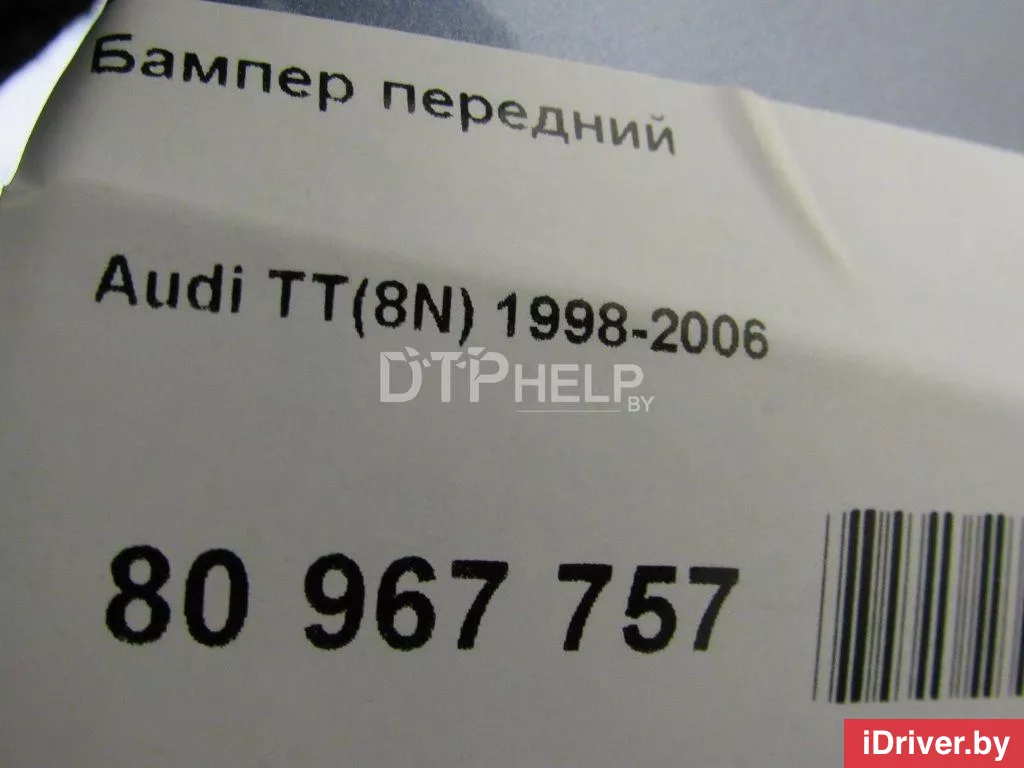 Бампер передний
Audi TT(8N) 1998-2006
DTPHELP
BY
80 967 757
iDriver.by